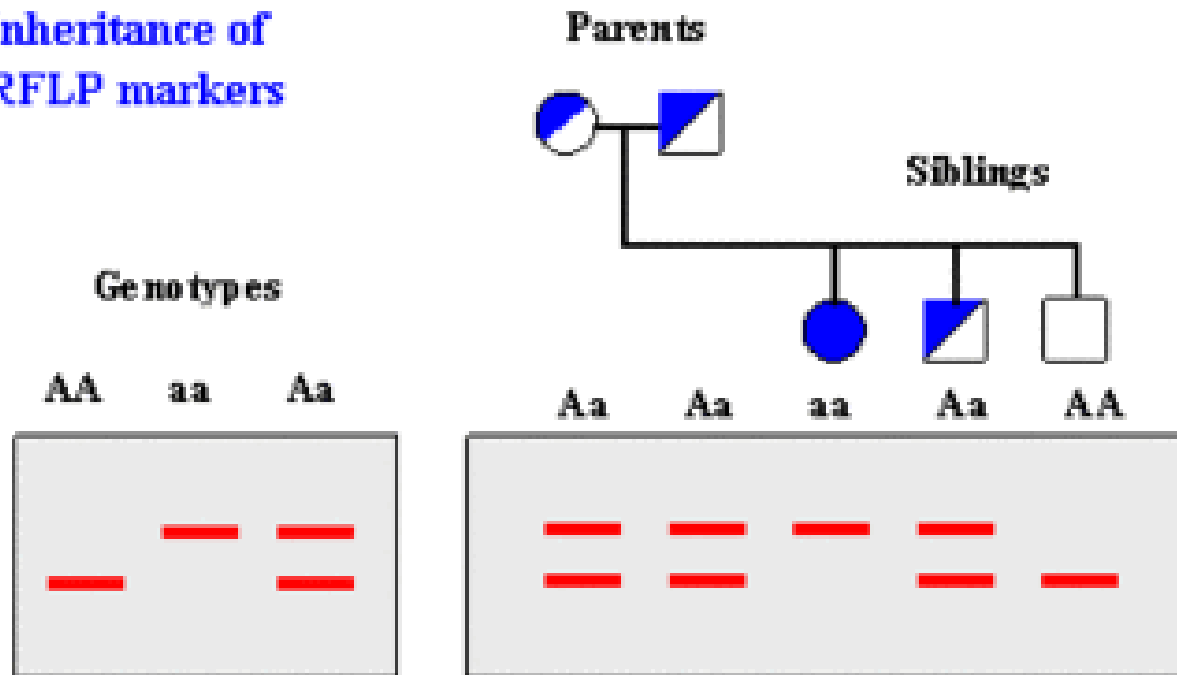 nheritance of
RFLP markers
Parents
Siblings
Genotypes
AA aa Aa
Aa Aa aa Aa AA